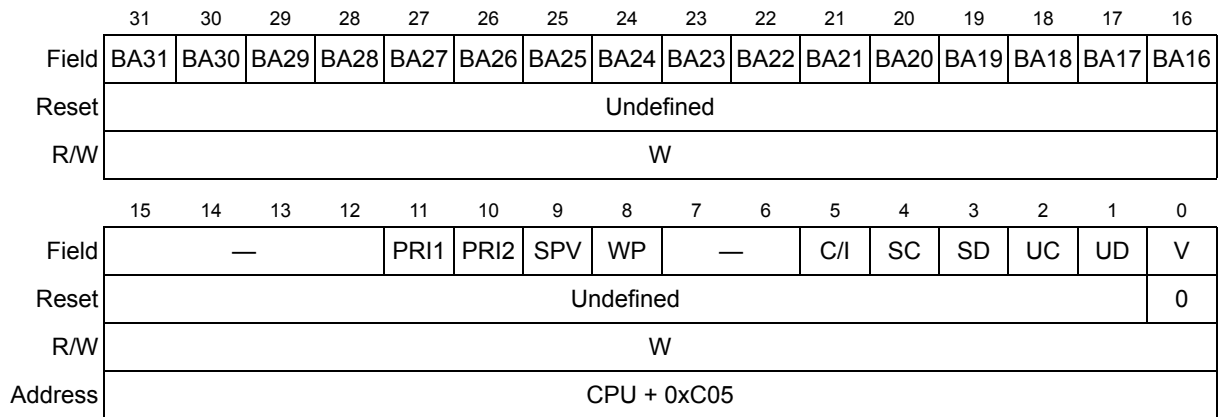 31 30 29 28 27 26 25 24 23 22 21 20 19 18 17 16
Field BA31 BA30 BA29 BA28 BA27 BA26 BA25 BA24 BA23 BA22 BA21 BA20 BA19 BA18 BA17 BA16
Reset Undefined
R/W W
15 14 13 12 11 10 9 8 7 6 5 4 3 2 1 0
Field — PRI1 PRI2 SPV WP — C/I SC SD UC UD V
Reset Undefined 0
R/W W
Address CPU + 0xC05